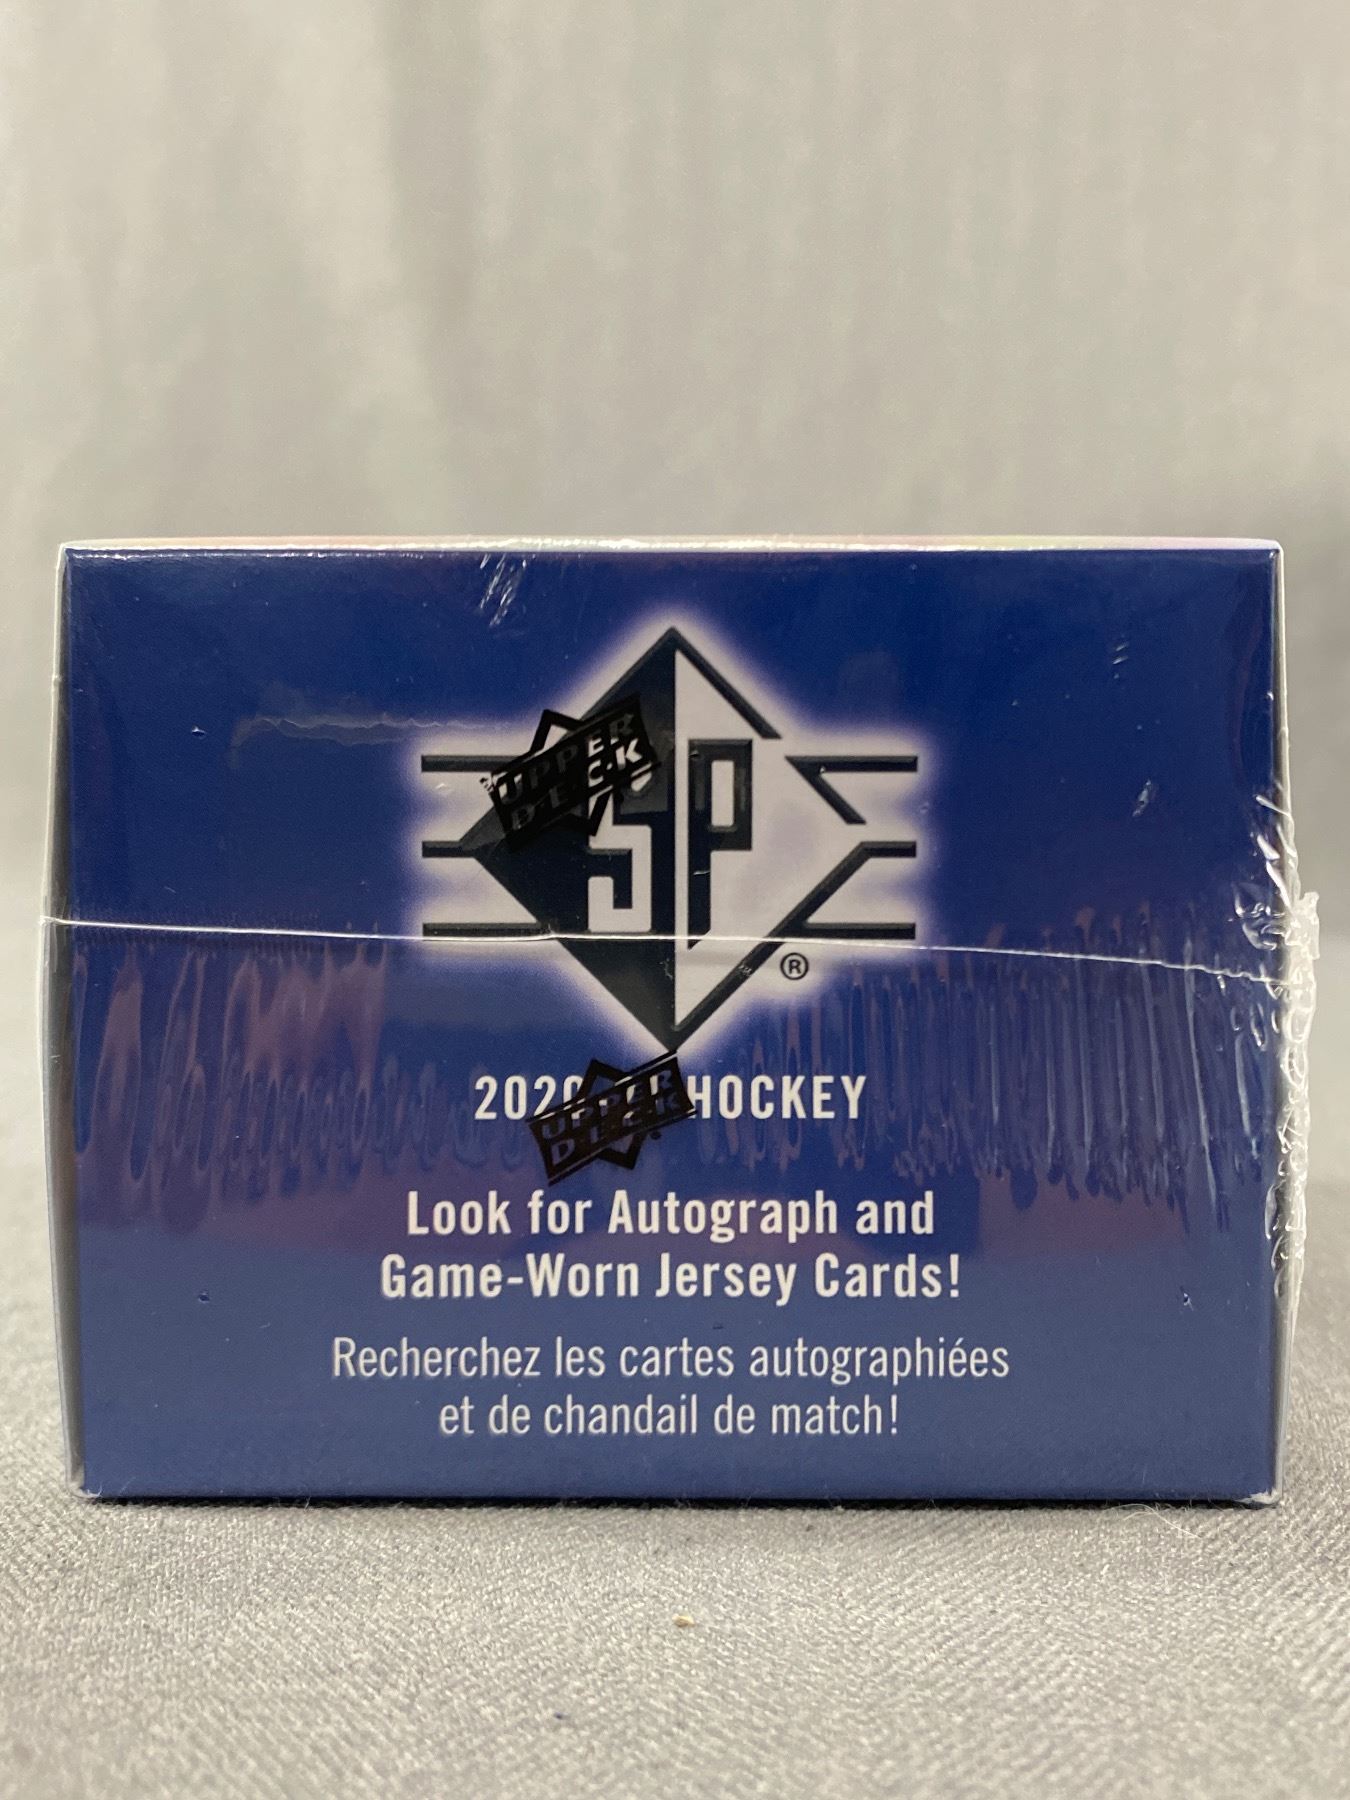 UPPER
DECK
SP
®
HOCKEY
UPPER
DECK
Look for Autograph and
Game-Worn Jersey Cards!
Recherchez les cartes autographiées
et de chandail de match!